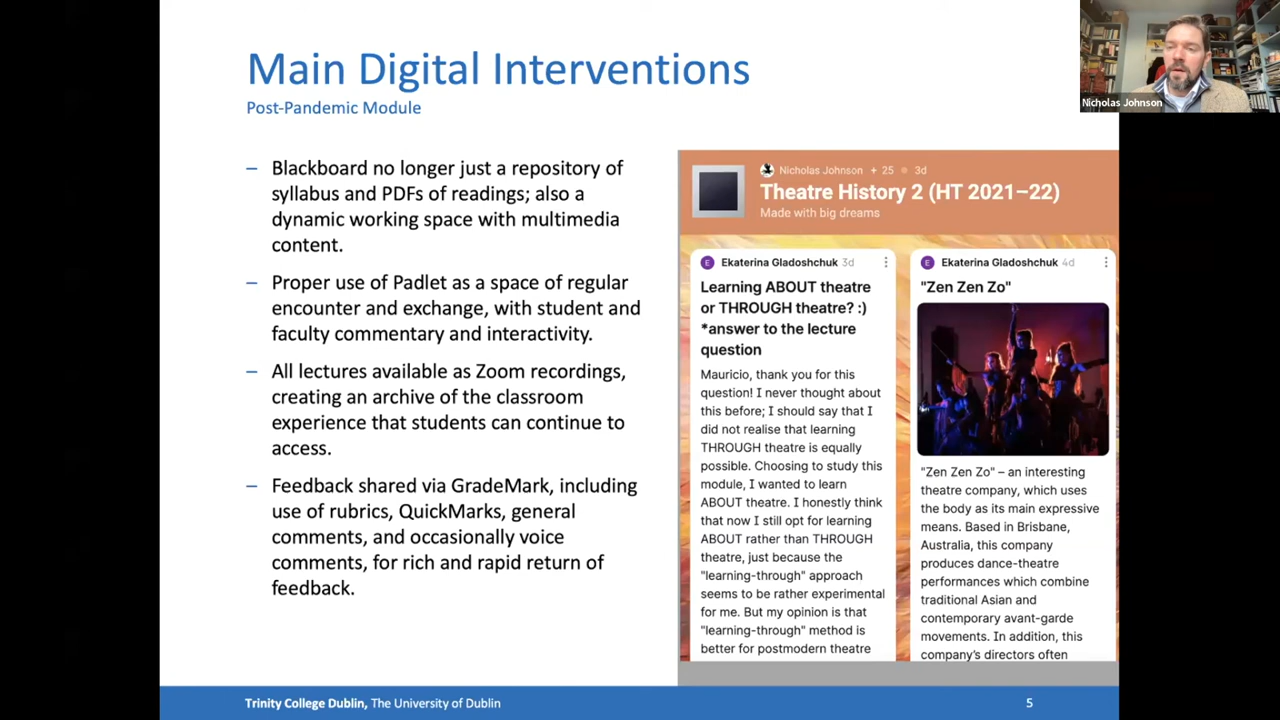 Main Digital Interventions
Post-Pandemic Module
– Blackboard no longer just a repository of
syllabus and PDFs of readings; also a
dynamic working space with multimedia
content.
– Proper use of Padlet as a space of regular
encounter and exchange, with student and
faculty commentary and interactivity.
– All lectures available as Zoom recordings,
creating an archive of the classroom
experience that students can continue to
access.
– Feedback shared via GradeMark, including
use of rubrics, QuickMarks, general
comments, and occasionally voice
comments, for rich and rapid return of
feedback.
Nicholas Johnson + 25 3d
Theatre History 2 (HT 2021–22)
Made with big dreams
E Ekaterina Gladoshchuk 3d
Learning ABOUT theatre
or THROUGH theatre? :)
*answer to the lecture
question
Mauricio, thank you for this
question! I never thought about
this before; I should say that I
did not realise that learning
THROUGH theatre is equally
possible. Choosing to study this
module, I wanted to learn
ABOUT theatre. I honestly think
that now I still opt for learning
ABOUT rather than THROUGH
theatre, just because the
"learning-through" approach
seems to be rather experimental
for me. But my opinion is that
"learning-through" method is
better for postmodern theatre
E Ekaterina Gladoshchuk 4d
"Zen Zen Zo"
"Zen Zen Zo" – an interesting
theatre company, which uses
the body as its main expressive
means. Based in Brisbane,
Australia, this company
produces dance-theatre
performances which combine
traditional Asian and
contemporary avant-garde
movements. In addition, this
company's directors often
Nicholas Johnson
Trinity College Dublin, The University of Dublin
5